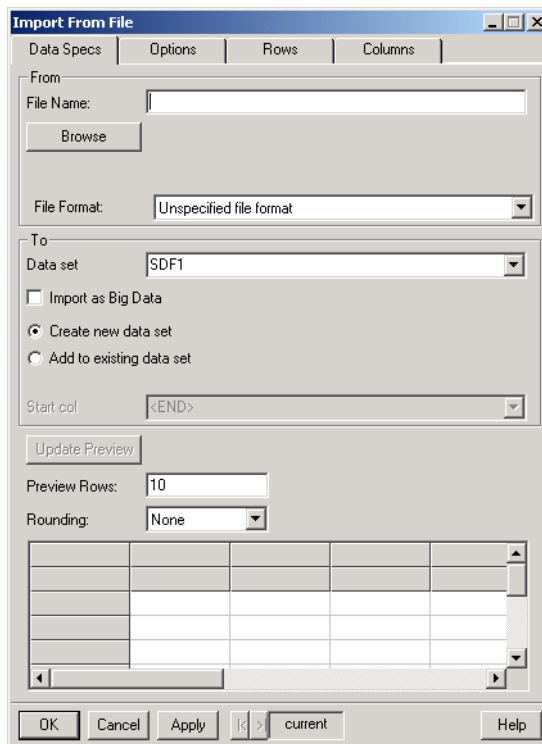 Import From File
Data Specs Options Rows Columns
From
File Name:
Browse
File Format: Unspecified file format
To
Data set SDF1
Import as Big Data
Create new data set
Add to existing data set
Start col <END>
Update Preview
Preview Rows: 10
Rounding: None
OK Cancel Apply |< >| current Help